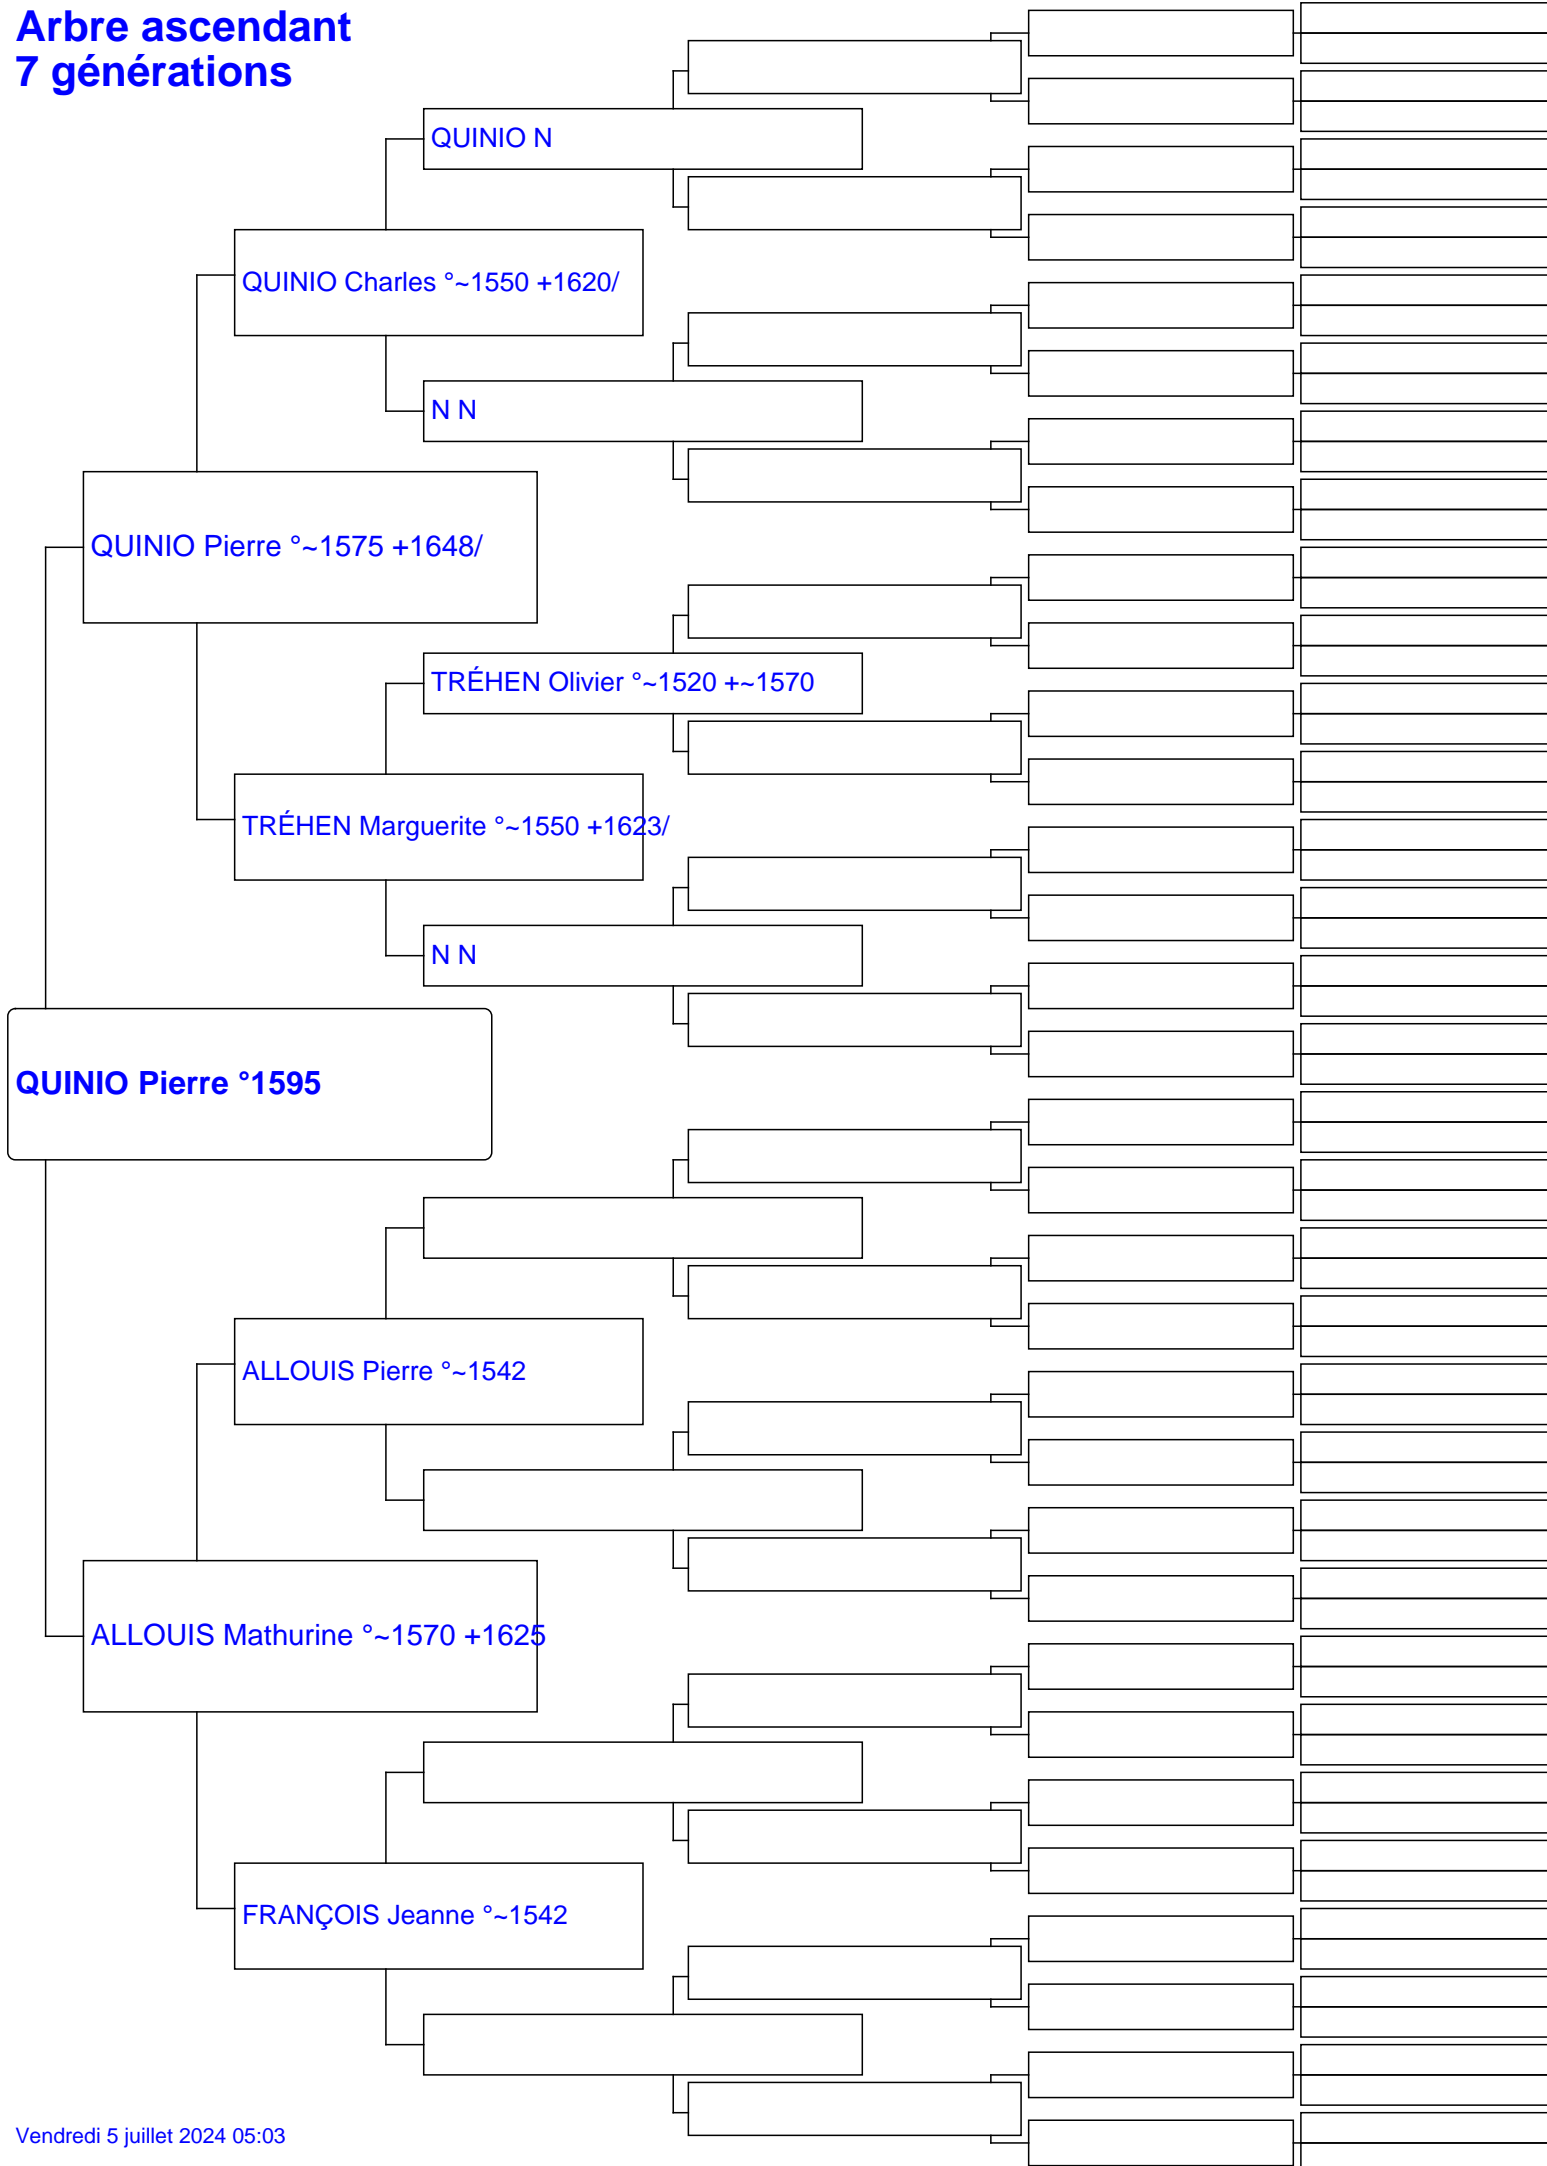 Arbre ascendant
7 générations
QUINIO N
QUINIO Charles °~1550 +1620/
N N
QUINIO Pierre °~1575 +1648/
TRÉHEN Olivier °~1520 +~1570
TRÉHEN Marguerite °~1550 +1623/
N N
QUINIO Pierre °1595
ALLOUIS Pierre °~1542
ALLOUIS Mathurine °~1570 +1625
FRANÇOIS Jeanne °~1542
Vendredi 5 juillet 2024 05:03